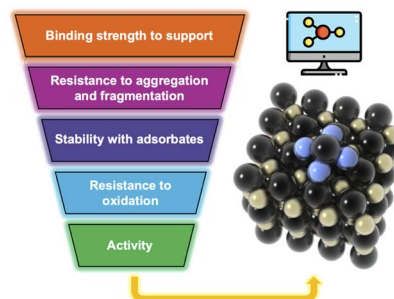 Binding strength to support
Resistance to aggregation
and fragmentation
Stability with adsorbates
Resistance to
oxidation
Activity